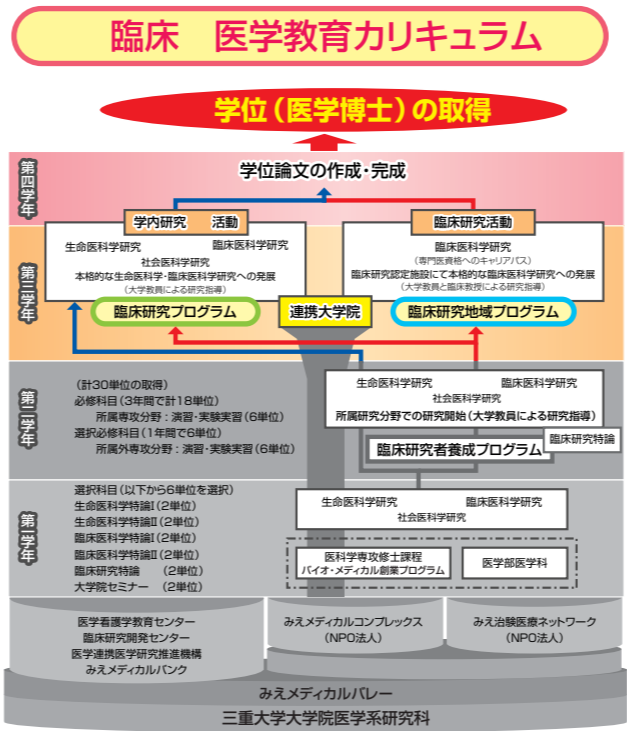 臨床　医学教育カリキュラム
学位（医学博士）の取得
第四学年
学位論文の作成・完成
学内研究　活動
臨床研究活動
第三学年
生命医科学研究
臨床医科学研究
社会医科学研究
本格的な生命医科学・臨床医科学研究への発展
（大学教員による研究指導）
臨床医科学研究
（専門医資格へのキャリアパス）
臨床研究認定施設にて本格的な臨床医科学研究への発展
（大学教員と臨床教授による研究指導）
臨床研究プログラム
連携大学院
臨床研究地域プログラム
第二学年
（計30単位の取得）
必修科目（3年間で計18単位）
所属専攻分野：演習・実験実習（6単位）
選択必修科目（1年間で6単位）
所属外専攻分野：演習・実験実習（6単位）
生命医科学研究
臨床医科学研究
社会医科学研究
所属研究分野での研究開始（大学教員による研究指導）
臨床研究特論
臨床研究者養成プログラム
第一学年
選択科目（以下から6単位を選択）
生命医科学特論Ⅰ（2単位）
生命医科学特論Ⅱ（2単位）
臨床医科学特論Ⅰ（2単位）
臨床医科学特論Ⅱ（2単位）
臨床研究特論　（2単位）
大学院セミナー　（2単位）
生命医科学研究
臨床医科学研究
社会医科学研究
医科学専攻修士課程
バイオ・メディカル創業プログラム
医学部医学科
医学看護学教育センター
臨床研究開発センター
医学連携医学研究推進機構
みえメディカルバンク
みえメディカルコンプレックス
（NPO法人）
みえ治験医療ネットワーク
（NPO法人）
みえメディカルバレー
三重大学大学院医学系研究科